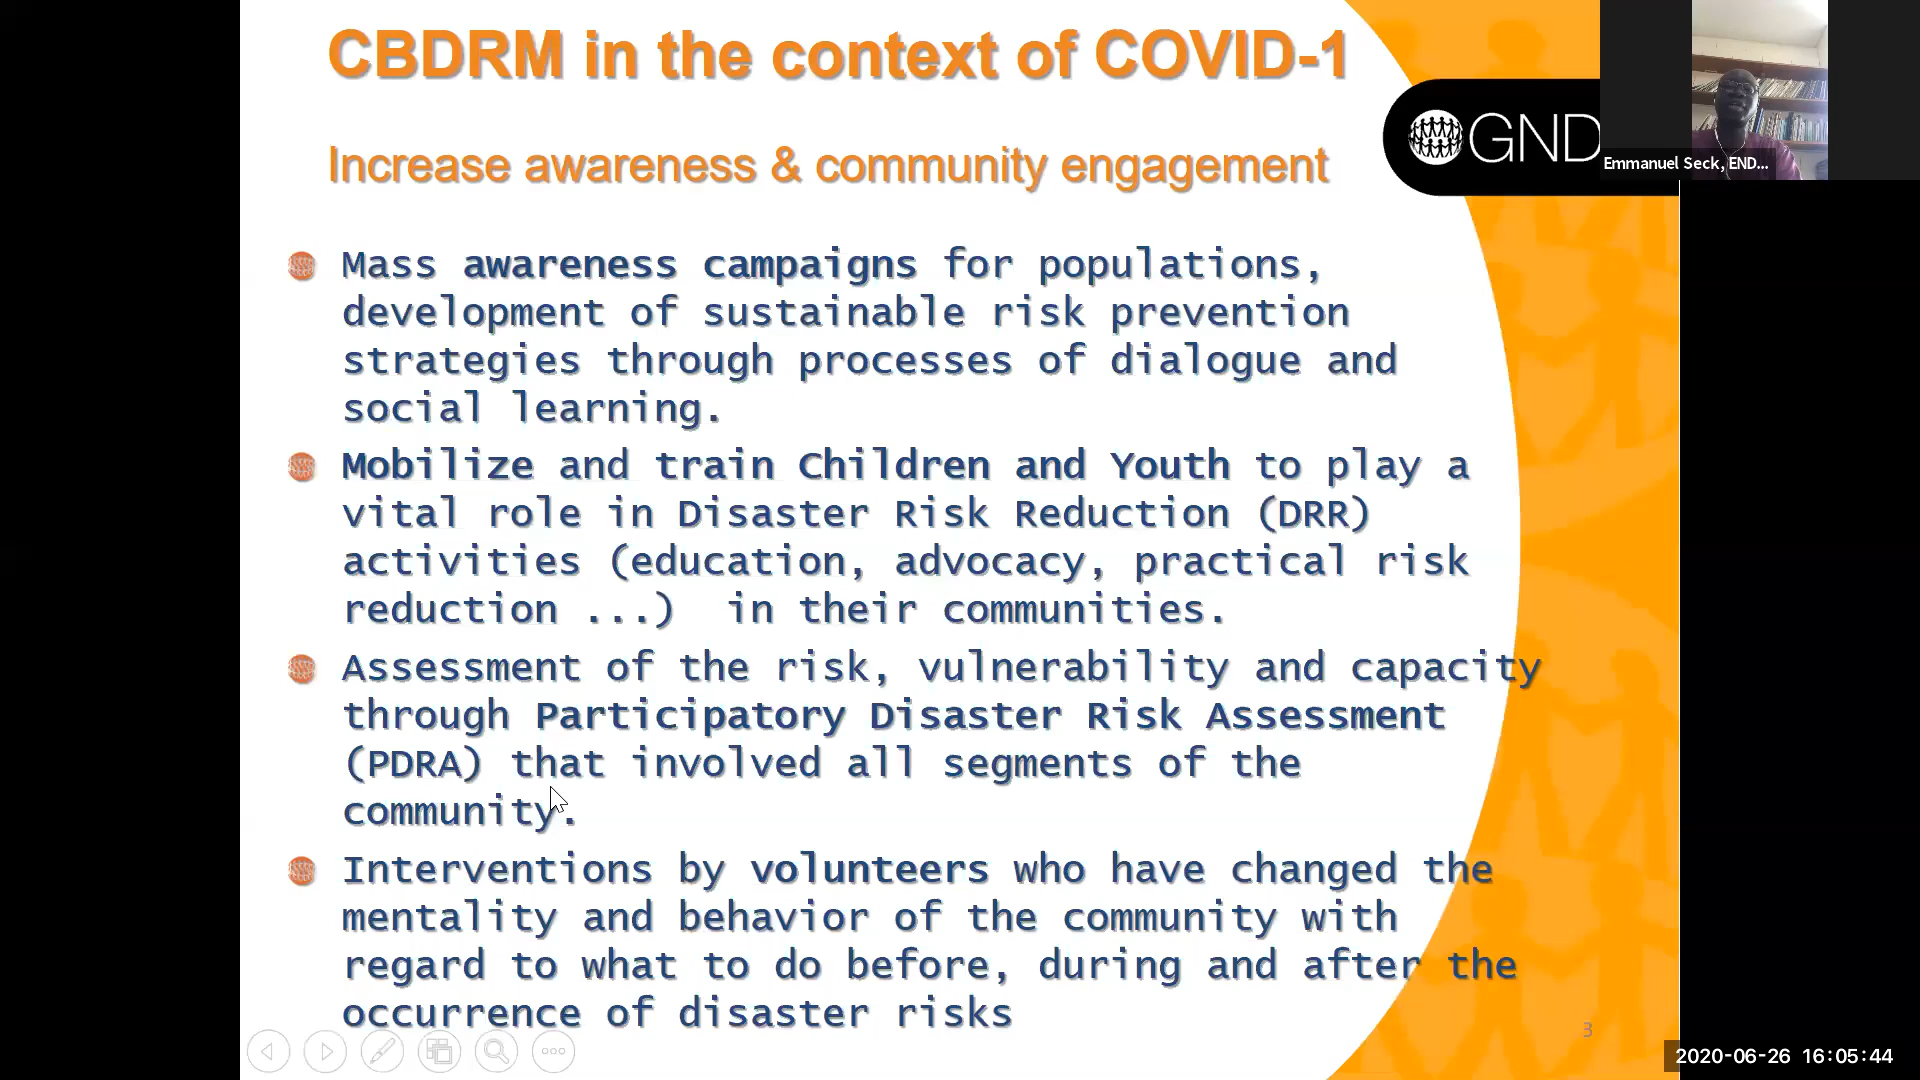 CBDRM in the context of COVID-1
Increase awareness & community engagement
GND
Emmanuel Seck, END...
Mass awareness campaigns for populations,
development of sustainable risk prevention
strategies through processes of dialogue and
social learning.
Mobilize and train Children and Youth to play a
vital role in Disaster Risk Reduction (DRR)
activities (education, advocacy, practical risk
reduction ...)  in their communities.
Assessment of the risk, vulnerability and capacity
through Participatory Disaster Risk Assessment
(PDRA) that involved all segments of the
community.
Interventions by volunteers who have changed the
mentality and behavior of the community with
regard to what to do before, during and after the
occurrence of disaster risks
3
2020-06-26 16:05:44